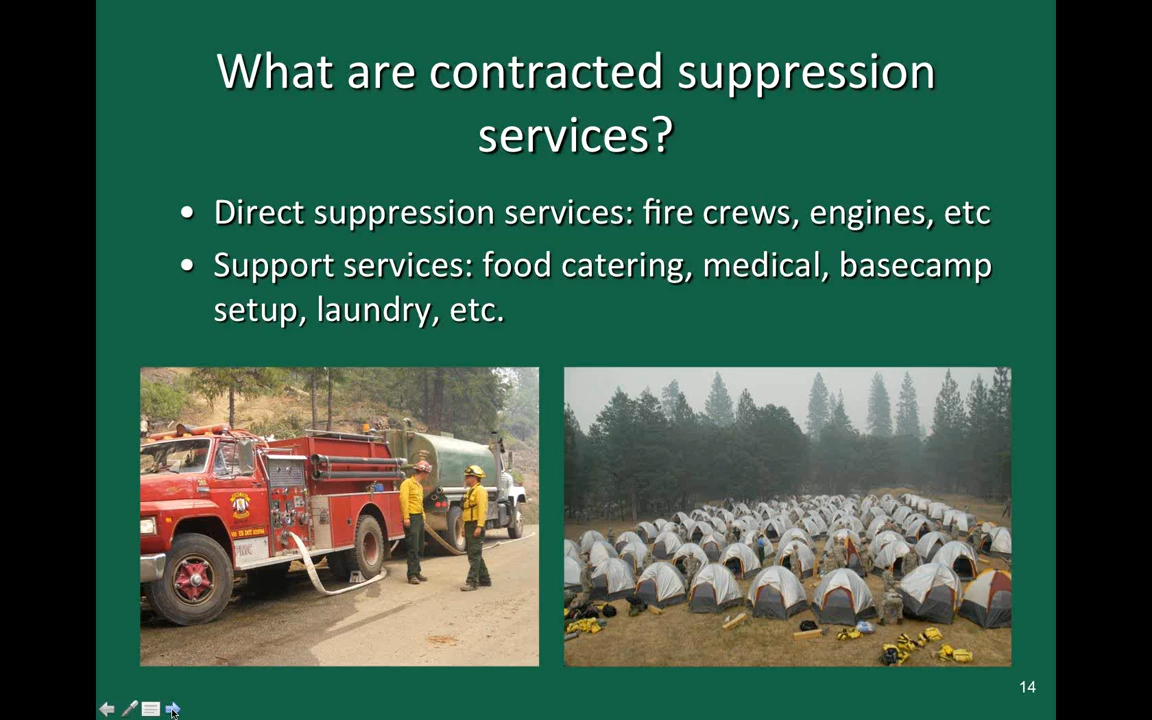 What are contracted suppression
services?
• Direct suppression services: fire crews, engines, etc
• Support services: food catering, medical, basecamp
setup, laundry, etc.
14